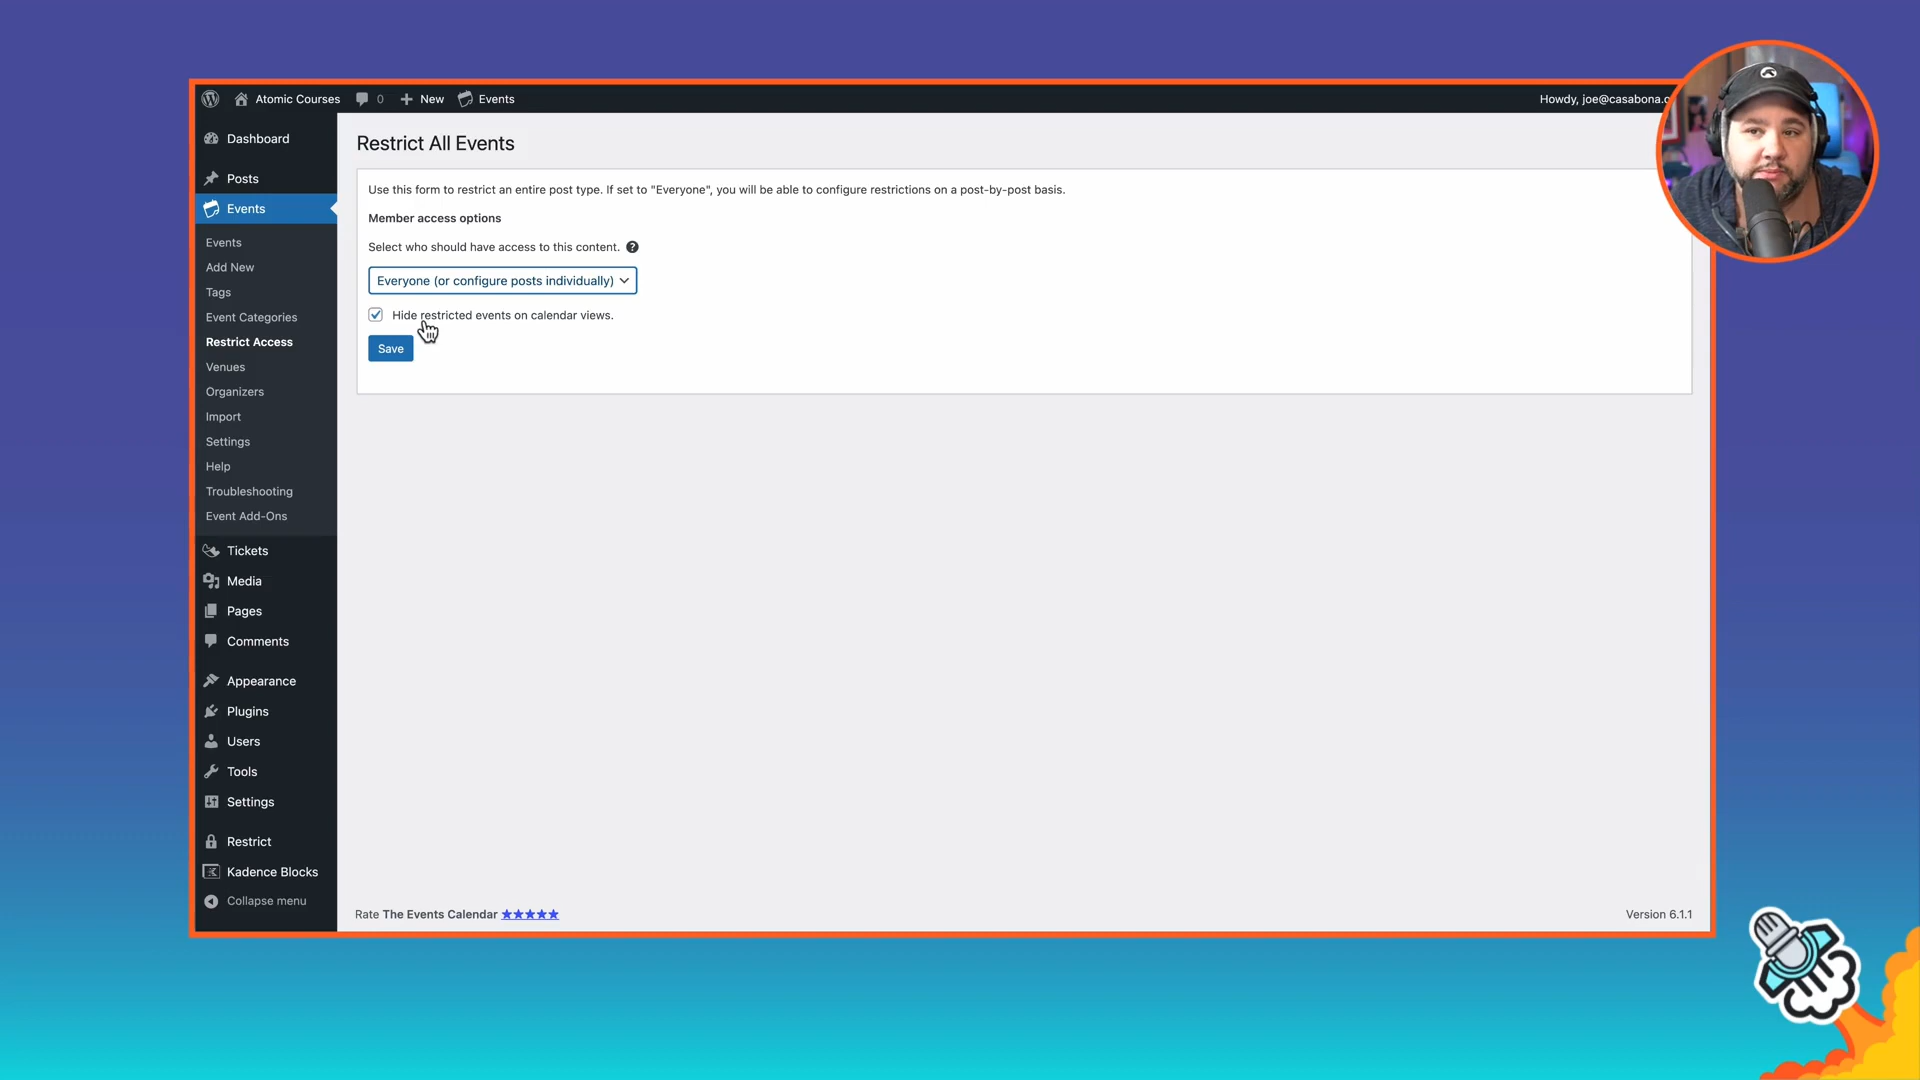 Atomic Courses 0 New Events
Howdy, joe@casabona.c
Dashboard
Posts
Events
Events
Add New
Tags
Event Categories
Restrict Access
Venues
Organizers
Import
Settings
Help
Troubleshooting
Event Add-Ons
Tickets
Media
Pages
Comments
Appearance
Plugins
Users
Tools
Settings
Restrict
Kadence Blocks
Collapse menu
Restrict All Events
Use this form to restrict an entire post type. If set to "Everyone", you will be able to configure restrictions on a post-by-post basis.
Member access options
Select who should have access to this content. ?
Everyone (or configure posts individually)
Hide restricted events on calendar views.
Save
Rate The Events Calendar ★★★★★
Version 6.1.1